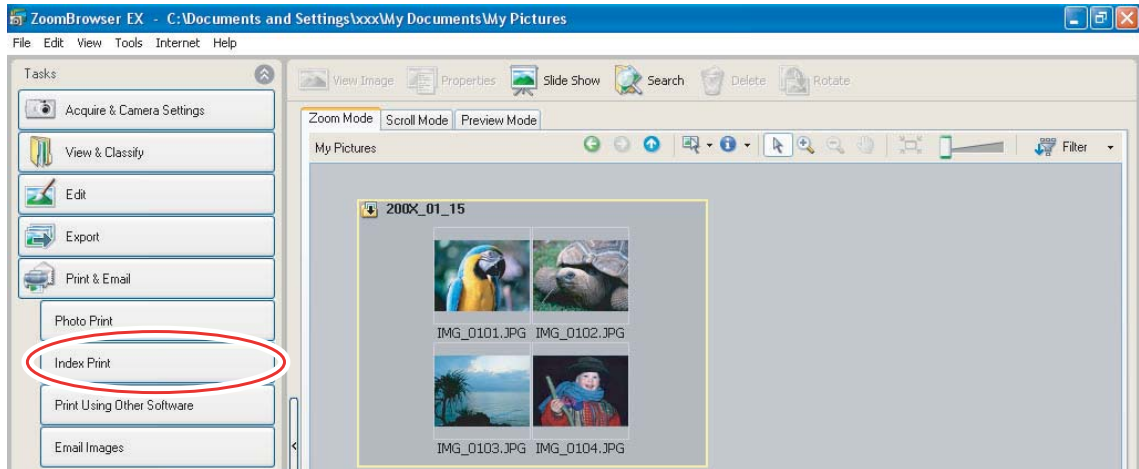 ZoomBrowser EX - C:\Documents and Settings\xxx\My Documents\My Pictures
File Edit View Tools Internet Help
Tasks
Acquire & Camera Settings
View & Classify
Edit
Export
Print & Email
Photo Print
Index Print
Print Using Other Software
Email Images
View Image Properties Slide Show Search Delete Rotate
Zoom Mode Scroll Mode Preview Mode
My Pictures
Filter
200X_01_15
IMG_0101.JPG IMG_0102.JPG
IMG_0103.JPG IMG_0104.JPG